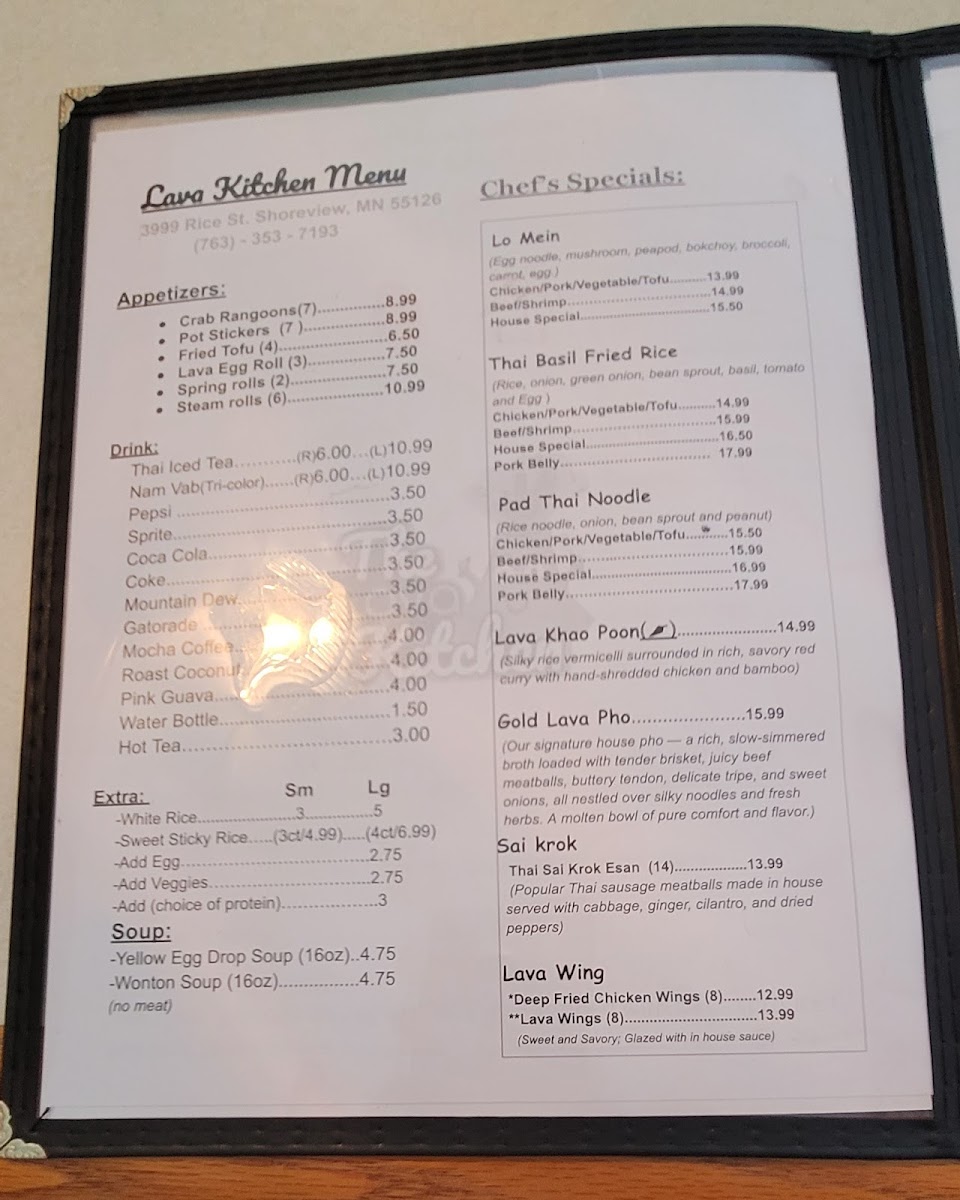 Lava Kitchen Menu
3999 Rice St. Shoreview, MN 55126
(763) - 353 - 7193
Appetizers:
• Crab Rangoons(7)..............8.99
• Pot Stickers (7 )......................8.99
• Fried Tofu (4)......................6.50
• Lava Egg Roll (3)................7.50
• Spring rolls (2)...................7.50
• Steam rolls (6)...................10.99
Drink:
Thai Iced Tea...........(R)6.00...(L)10.99
Nam Vab(Tri-color)......(R)6.00...(L)10.99
Pepsi ........................................3.50
Sprite........................................3.50
Coca Cola..................................3.50
Coke..........................................3.50
Mountain Dew............................3.50
Gatorade ...................................3.50
Mocha Coffee............................4.00
Roast Coconut...........................4.00
Pink Guava................................4.00
Water Bottle...............................1.50
Hot Tea......................................3.00
Extra: Sm Lg
-White Rice....................3..............5
-Sweet Sticky Rice.....(3ct/4.99).....(4ct/6.99)
-Add Egg...................................2.75
-Add Veggies..............................2.75
-Add (choice of protein)..................3
Soup:
-Yellow Egg Drop Soup (16oz)..4.75
-Wonton Soup (16oz)................4.75
(no meat)
Chef's Specials:
Lo Mein
(Egg noodle, mushroom, peapod, bokchoy, broccoli,
carrot, egg.)
Chicken/Pork/Vegetable/Tofu...........13.99
Beef/Shrimp....................................14.99
House Special.................................15.50
Thai Basil Fried Rice
(Rice, onion, green onion, bean sprout, basil, tomato
and Egg )
Chicken/Pork/Vegetable/Tofu..........14.99
Beef/Shrimp....................................15.99
House Special..................................16.50
Pork Belly...................................... 17.99
Pad Thai Noodle
(Rice noodle, onion, bean sprout and peanut)
Chicken/Pork/Vegetable/Tofu...........15.50
Beef/Shrimp.....................................15.99
House Special...................................16.99
Pork Belly.........................................17.99
Lava Khao Poon( )......................14.99
(Silky rice vermicelli surrounded in rich, savory red
curry with hand-shredded chicken and bamboo)
Gold Lava Pho......................15.99
(Our signature house pho — a rich, slow-simmered
broth loaded with tender brisket, juicy beef
meatballs, buttery tendon, delicate tripe, and sweet
onions, all nestled over silky noodles and fresh
herbs. A molten bowl of pure comfort and flavor.)
Sai krok
Thai Sai Krok Esan (14)..................13.99
(Popular Thai sausage meatballs made in house
served with cabbage, ginger, cilantro, and dried
peppers)
Lava Wing
*Deep Fried Chicken Wings (8)........12.99
**Lava Wings (8)................................13.99
(Sweet and Savory; Glazed with in house sauce)